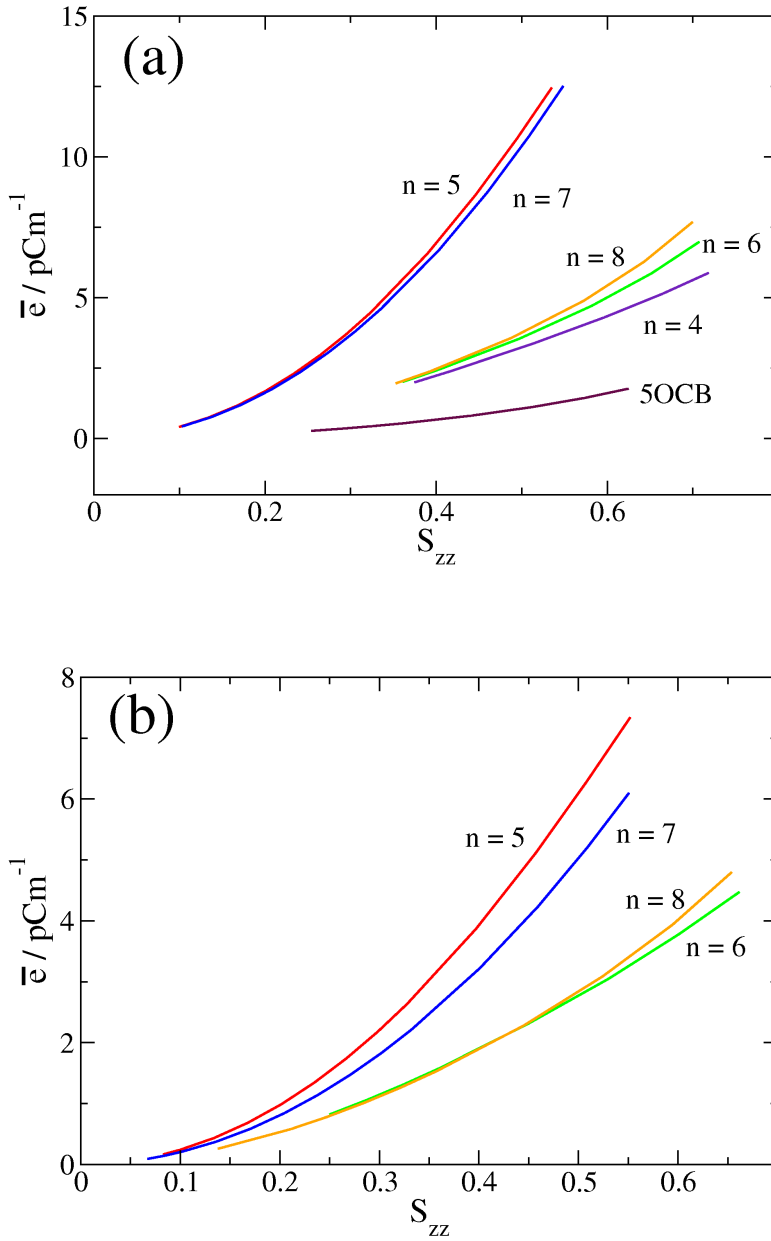 (a)
15
10
5
0
ē / pCm⁻¹
n = 5
n = 7
n = 8
n = 6
n = 4
5OCB
0 0.2 0.4 0.6
S_zz
(b)
8
6
4
2
0
ē / pCm⁻¹
n = 5
n = 7
n = 8
n = 6
0 0.1 0.2 0.3 0.4 0.5 0.6
S_zz